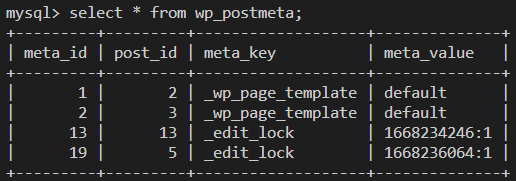 mysql> select * from wp_postmeta;
+---------+---------+-------------------+--------------+
| meta_id | post_id | meta_key          | meta_value   |
+---------+---------+-------------------+--------------+
|       1 |       2 | _wp_page_template | default      |
|       2 |       3 | _wp_page_template | default      |
|      13 |      13 | _edit_lock        | 1668234246:1 |
|      19 |       5 | _edit_lock        | 1668236064:1 |
+---------+---------+-------------------+--------------+